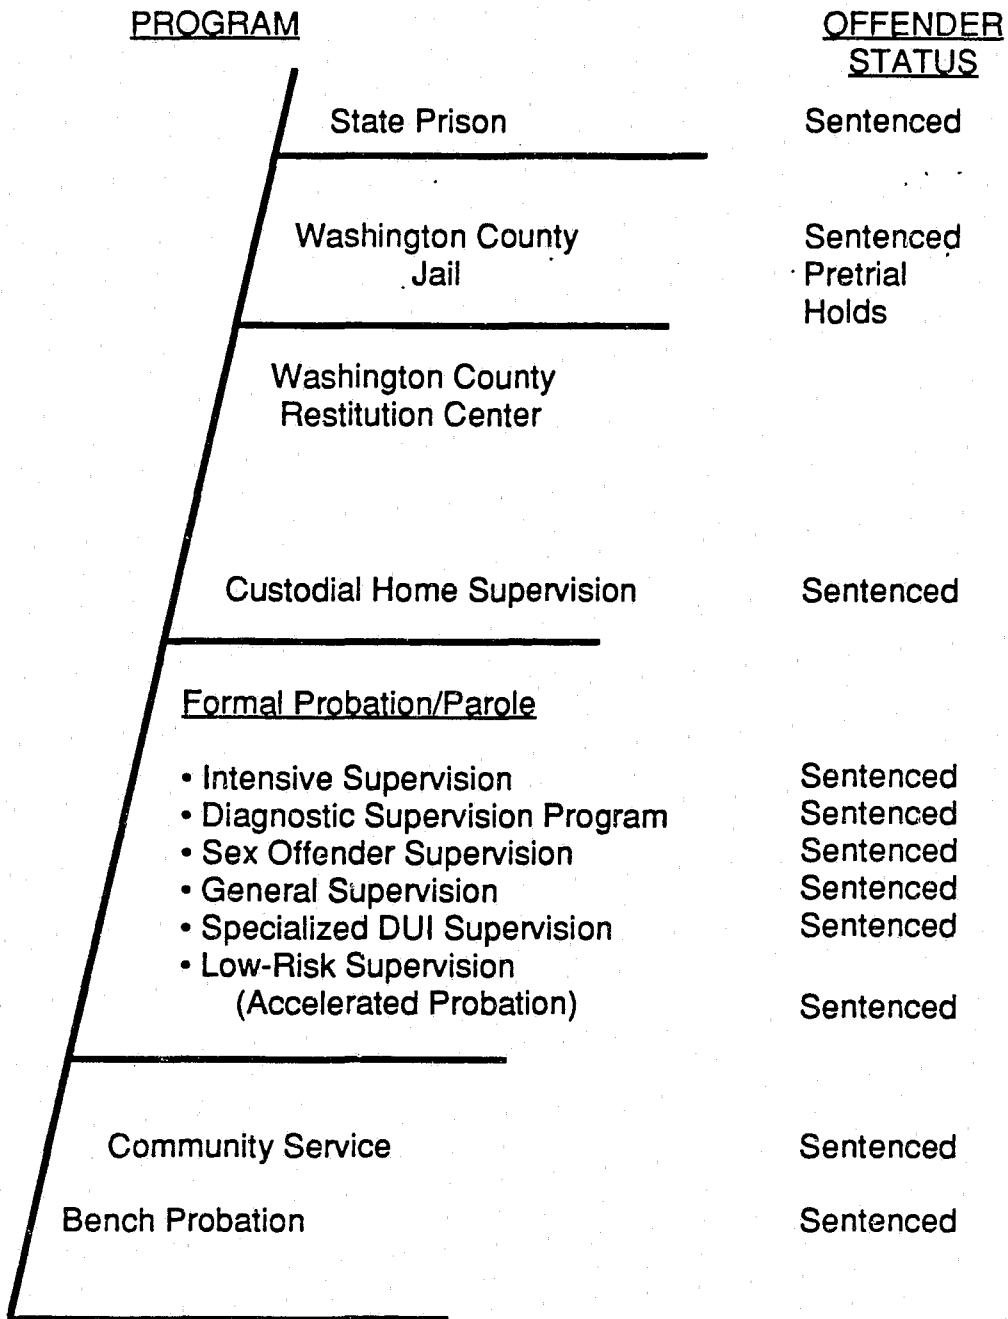 PROGRAM OFFENDER
STATUS
State Prison Sentenced
Washington County Sentenced
Jail Pretrial
Holds
Washington County
Restitution Center
Custodial Home Supervision Sentenced
Formal Probation/Parole
• Intensive Supervision Sentenced
• Diagnostic Supervision Program Sentenced
• Sex Offender Supervision Sentenced
• General Supervision Sentenced
• Specialized DUI Supervision Sentenced
• Low-Risk Supervision
(Accelerated Probation) Sentenced
Community Service Sentenced
Bench Probation Sentenced